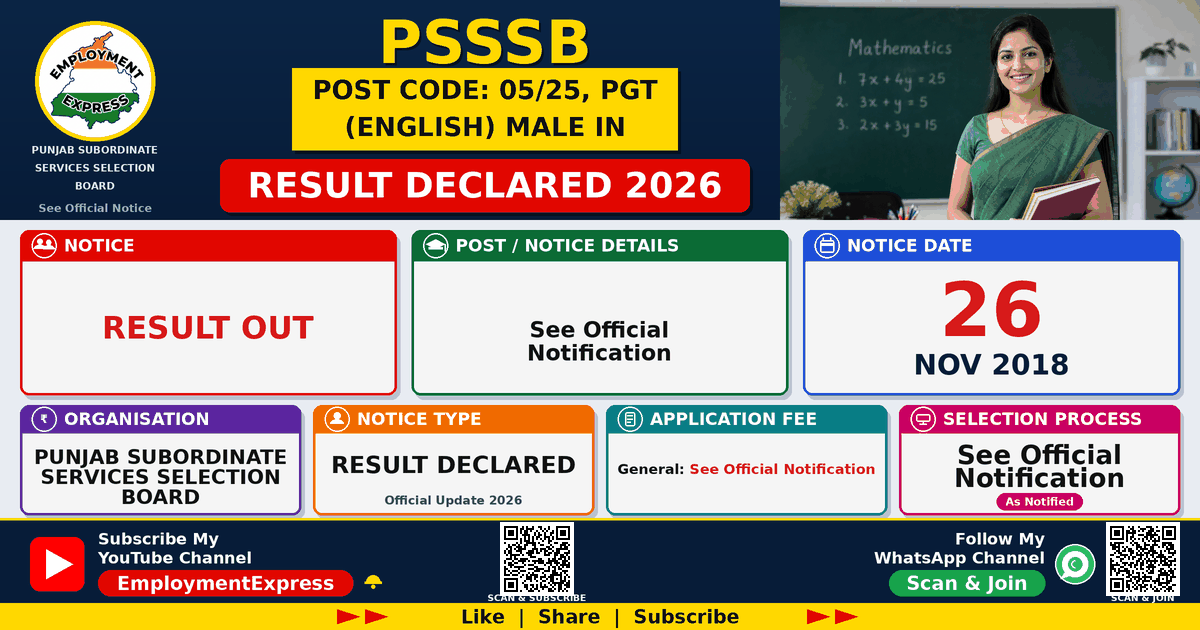 EMPLOYMENT
EXPRESS
PUNJAB SUBORDINATE
SERVICES SELECTION
BOARD
See Official Notice
PSSSB
POST CODE: 05/25, PGT
(ENGLISH) MALE IN
RESULT DECLARED 2026
Mathematics
1. 7x + 4y = 25
2. 3x + y = 5
3. 2x + 3y = 15
NOTICE
RESULT OUT
POST / NOTICE DETAILS
See Official
Notification
NOTICE DATE
26
NOV 2018
₹ ORGANISATION
PUNJAB SUBORDINATE
SERVICES SELECTION
BOARD
NOTICE TYPE
RESULT DECLARED
Official Update 2026
APPLICATION FEE
General: See Official Notification
SELECTION PROCESS
See Official
Notification
As Notified
Subscribe My
YouTube Channel
EmploymentExpress
SCAN & SUBSCRIBE
Follow My
WhatsApp Channel
Scan & Join
SCAN & JOIN
Like | Share | Subscribe